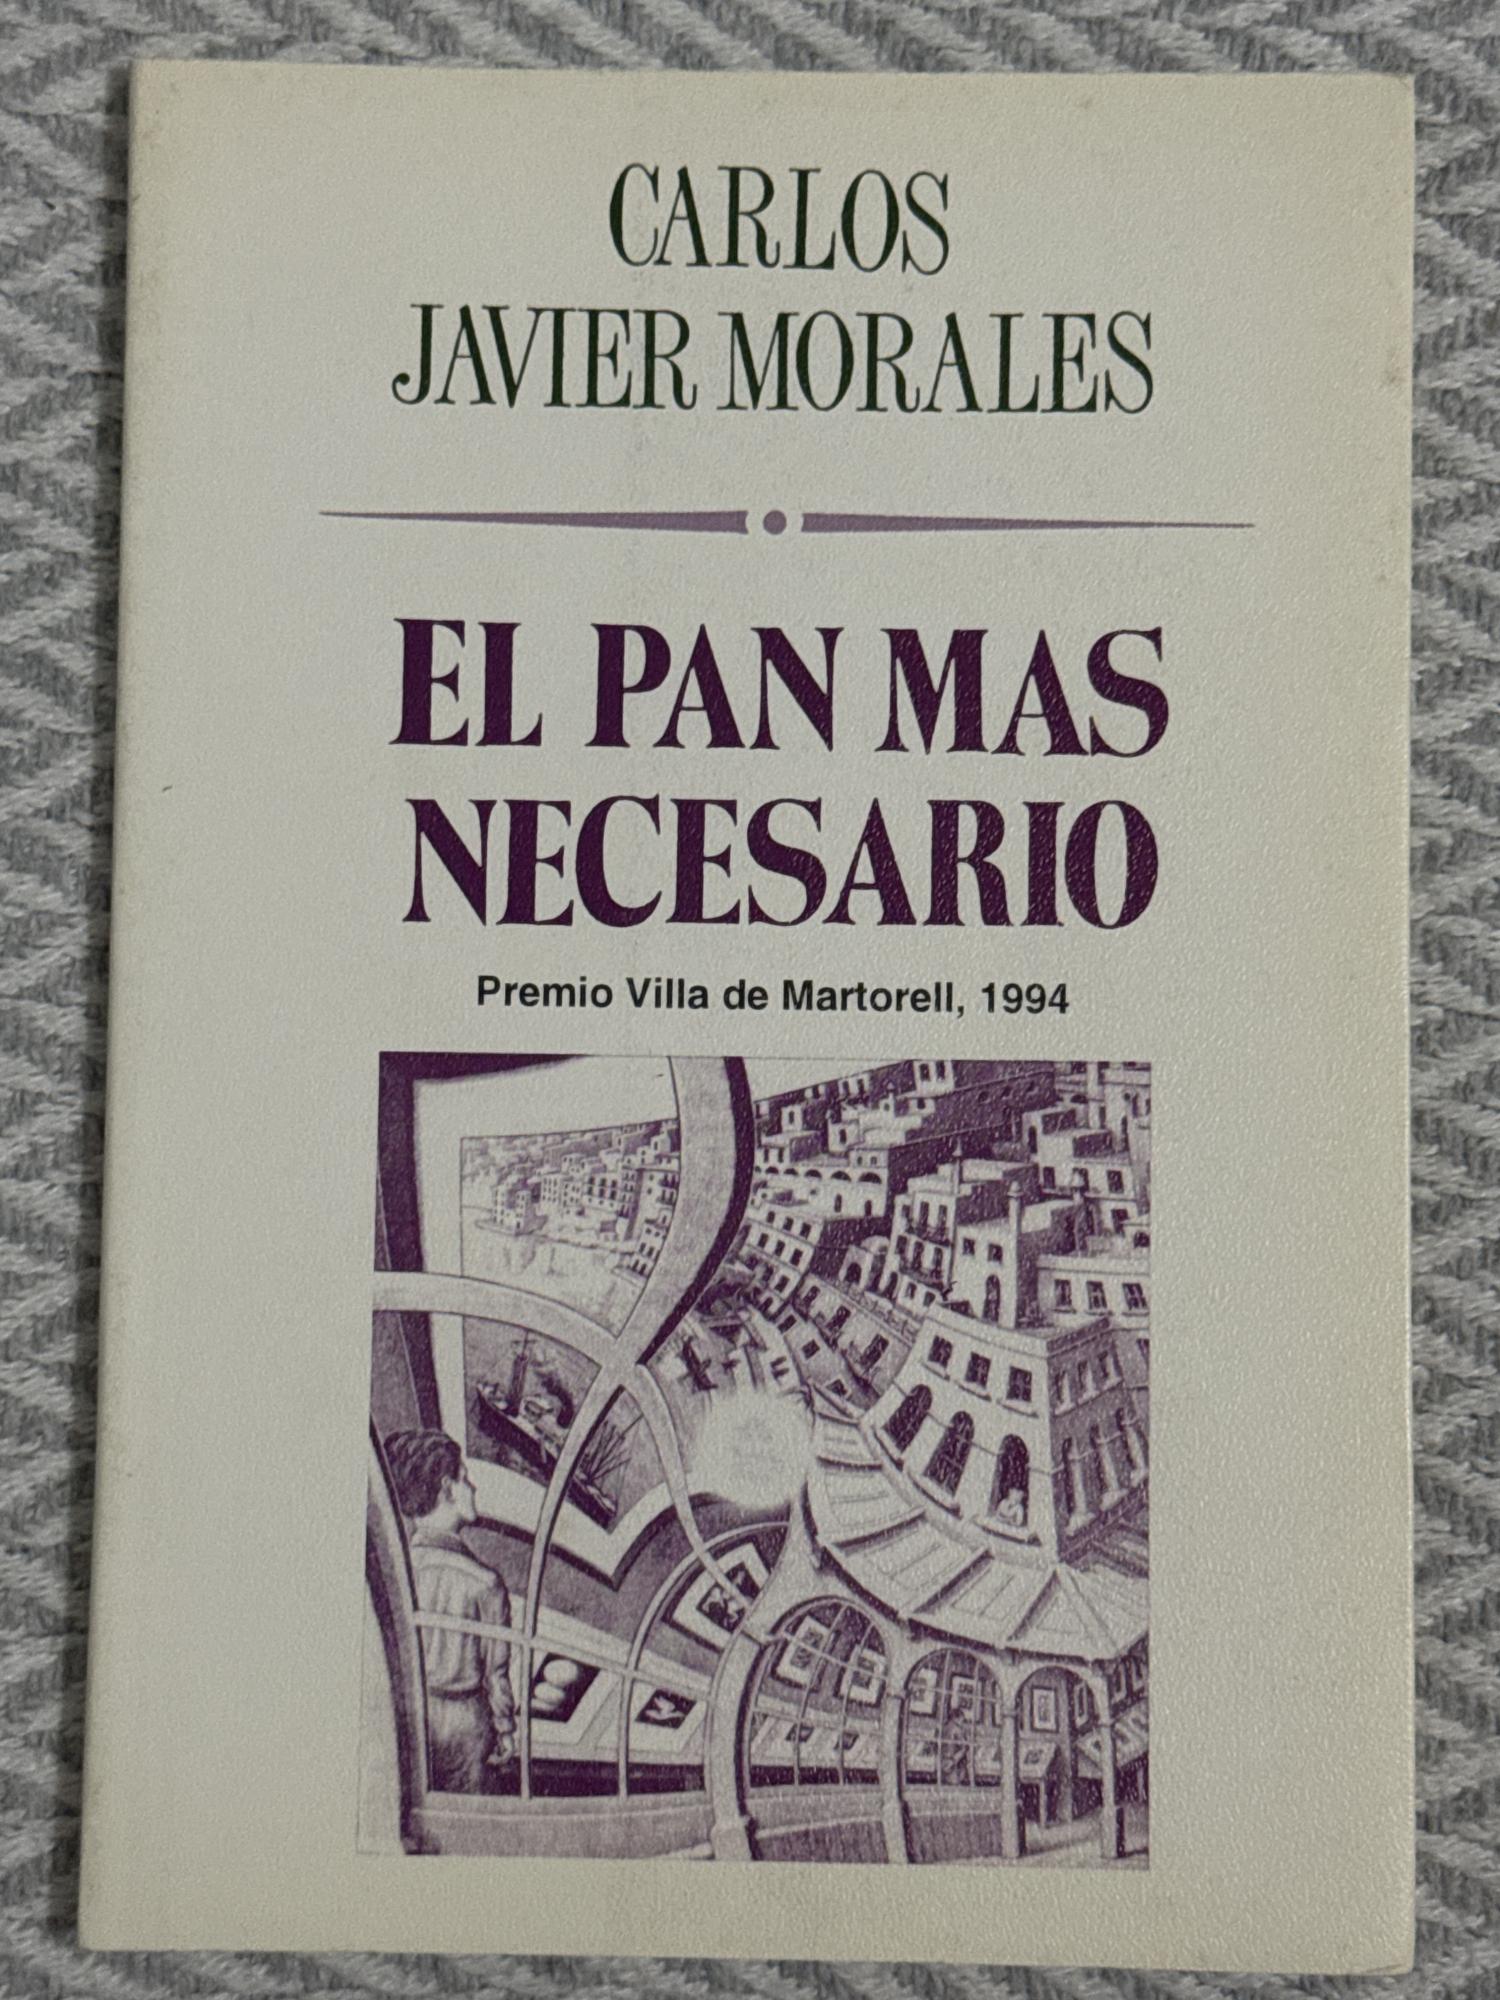 CARLOS
JAVIER MORALES
EL PAN MAS
NECESARIO
Premio Villa de Martorell, 1994